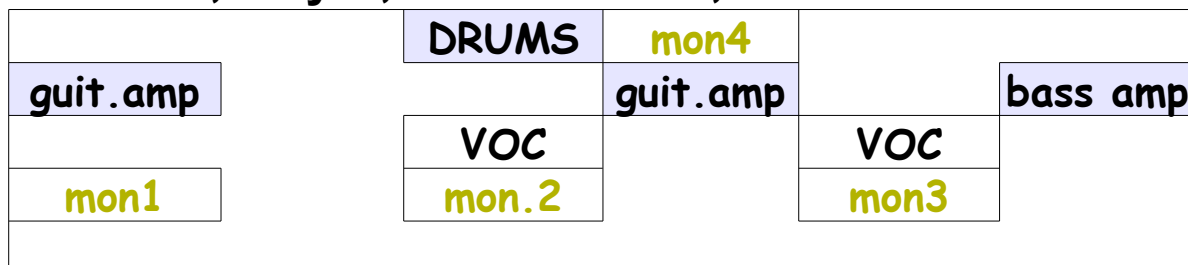 DRUMS mon4
guit.amp guit.amp bass amp
VOC VOC
mon1 mon.2 mon3